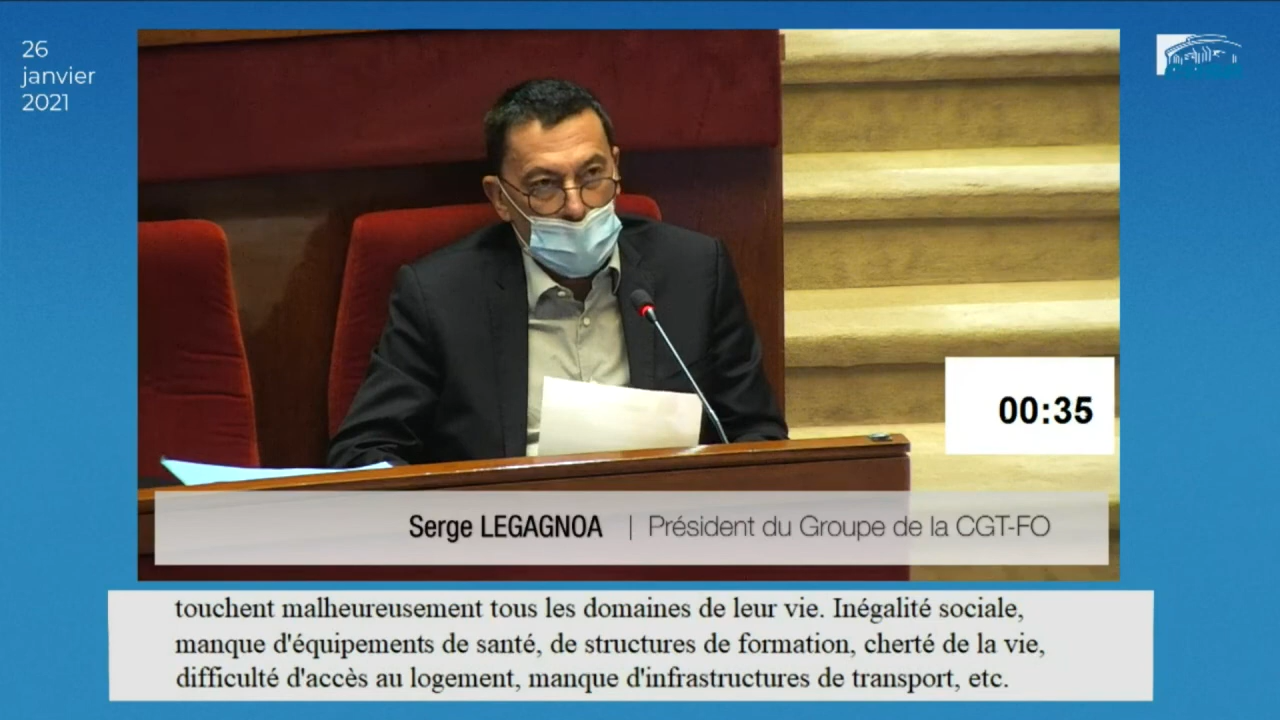 26
janvier
2021
00:35
Serge LEGAGNOA | Président du Groupe de la CGT-FO
touchent malheureusement tous les domaines de leur vie. Inégalité sociale,
manque d'équipements de santé, de structures de formation, cherté de la vie,
difficulté d'accès au logement, manque d'infrastructures de transport, etc.